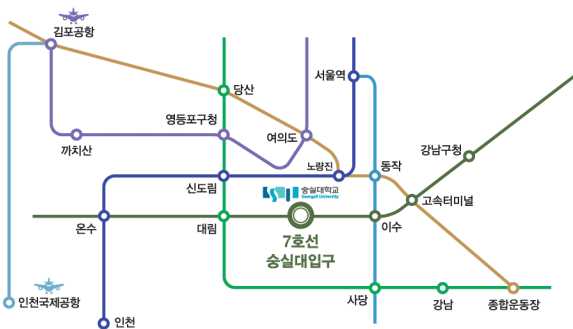 김포공항
서울역
당산
영등포구청
까치산
여의도
강남구청
노량진
동작
신도림
숭실대학교
Soongsil University
고속터미널
온수
대림
이수
7호선
숭실대입구
인천국제공항
사당
강남
종합운동장
인천